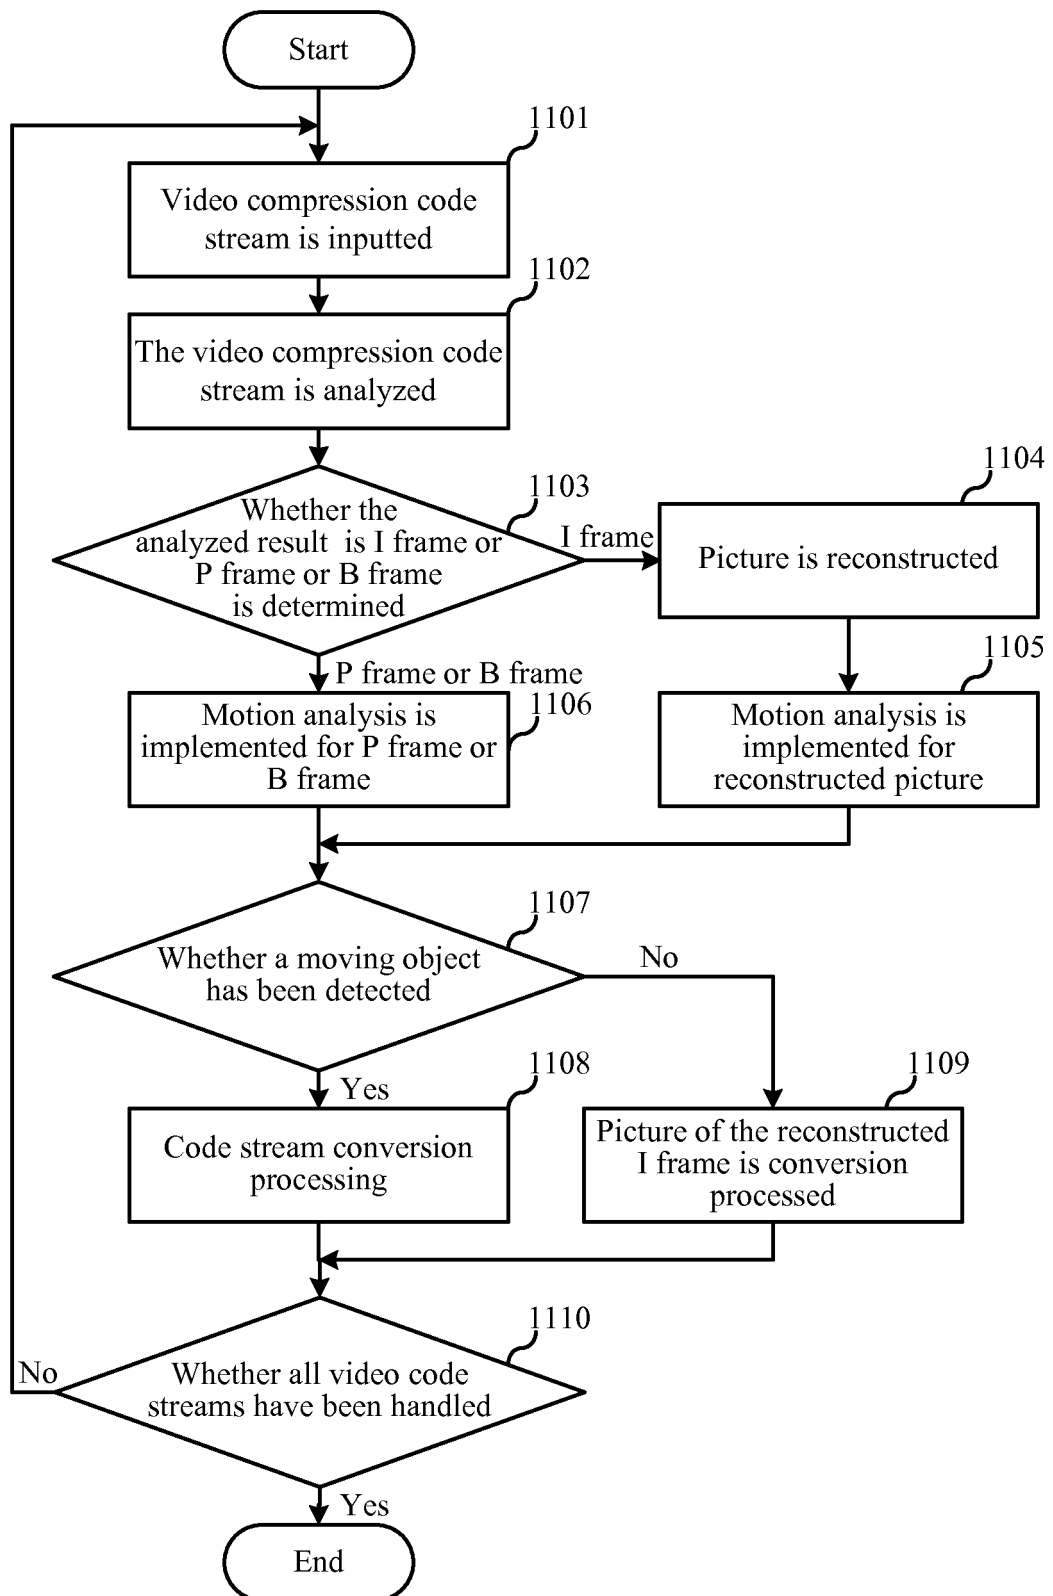 Start
1101
Video compression code
stream is inputted
1102
The video compression code
stream is analyzed
1103
Whether the
analyzed result is I frame or
P frame or B frame
is determined
I frame
1104
Picture is reconstructed
P frame or B frame
1105
Motion analysis is
implemented for
reconstructed picture
1106
Motion analysis is
implemented for P frame or
B frame
1107
Whether a moving object
has been detected
No
Yes
1108
Code stream conversion
processing
1109
Picture of the reconstructed
I frame is conversion
processed
1110
Whether all video code
streams have been handled
No
Yes
End